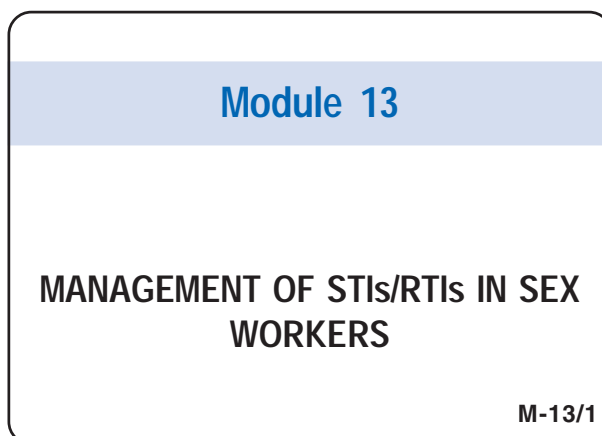 Module 13
MANAGEMENT OF STIs/RTIs IN SEX
WORKERS
M-13/1